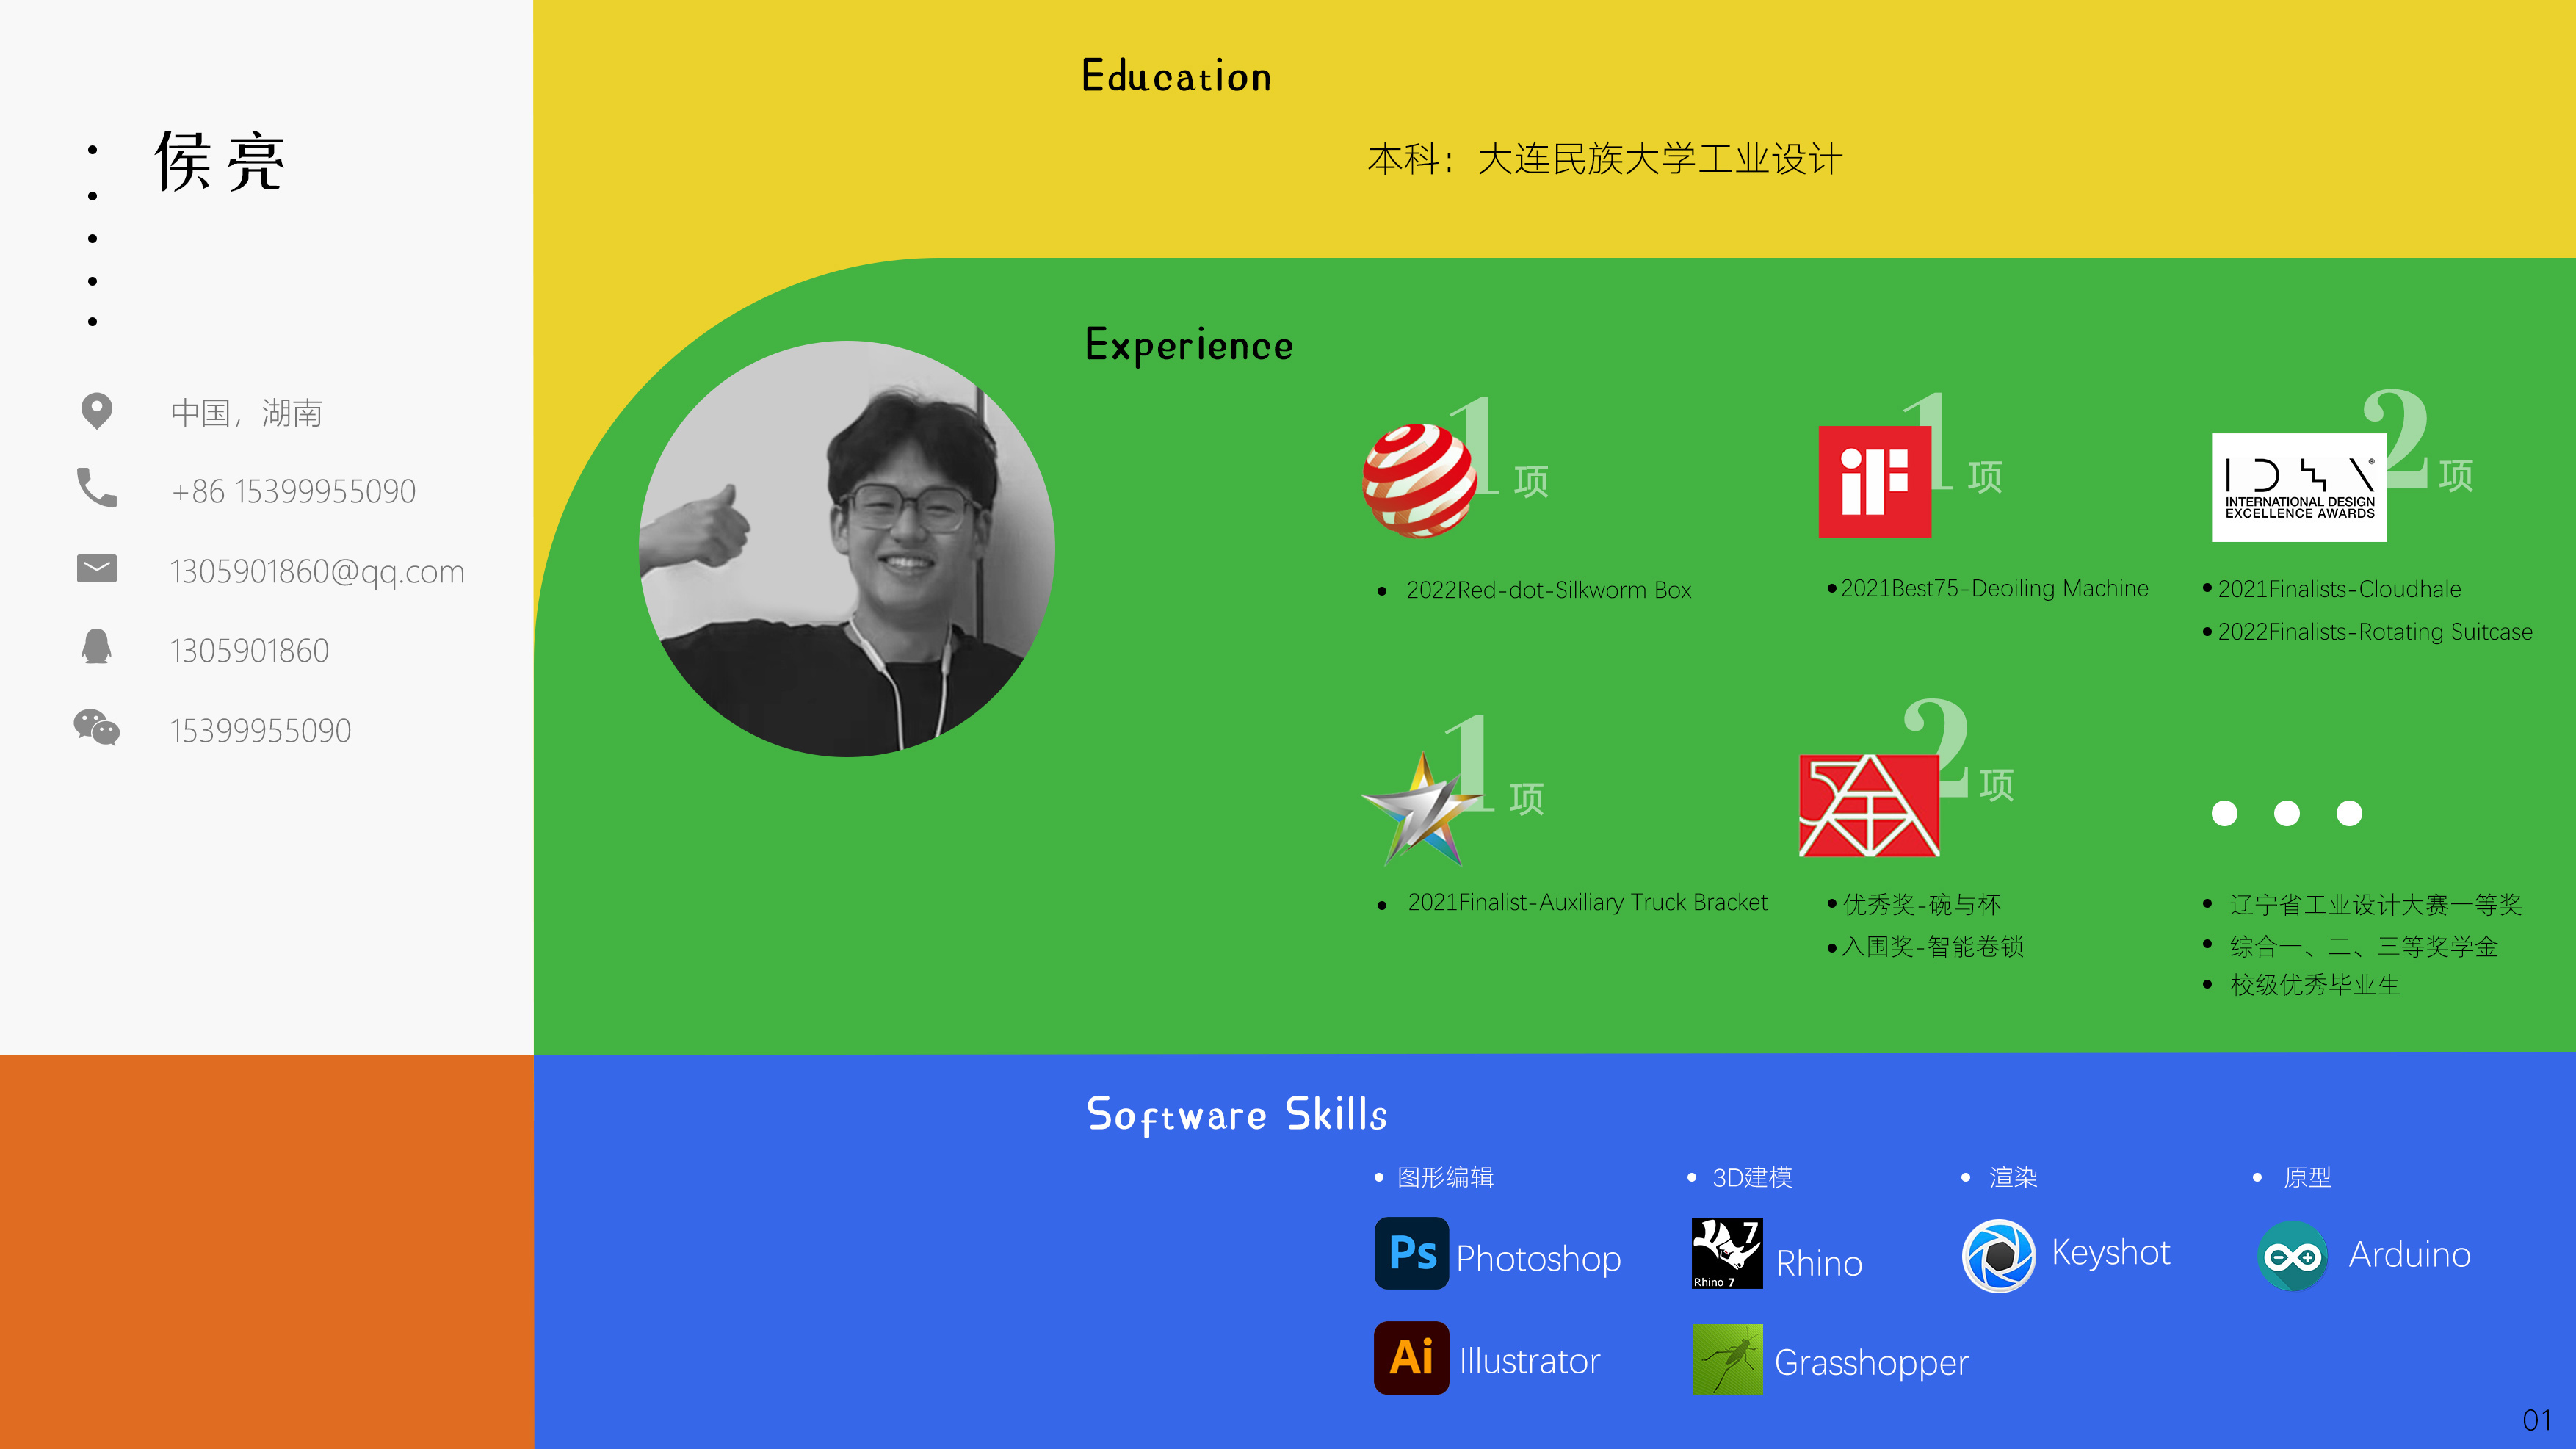 侯亮
中国，湖南
+86 15399955090
1305901860@qq.com
1305901860
15399955090
Education
本科：大连民族大学工业设计
Experience
1项
2022Red-dot-Silkworm Box
iF
1项
2021Best75-Deoiling Machine
IDEA®
INTERNATIONAL DESIGN
EXCELLENCE AWARDS
2项
2021Finalists-Cloudhale
2022Finalists-Rotating Suitcase
1项
2021Finalist-Auxiliary Truck Bracket
2项
优秀奖-碗与杯
入围奖-智能卷锁
辽宁省工业设计大赛一等奖
综合一、二、三等奖学金
校级优秀毕业生
Software Skills
图形编辑
Ps Photoshop
Ai Illustrator
3D建模
7
Rhino 7
Rhino
Grasshopper
渲染
Keyshot
原型
Arduino
01